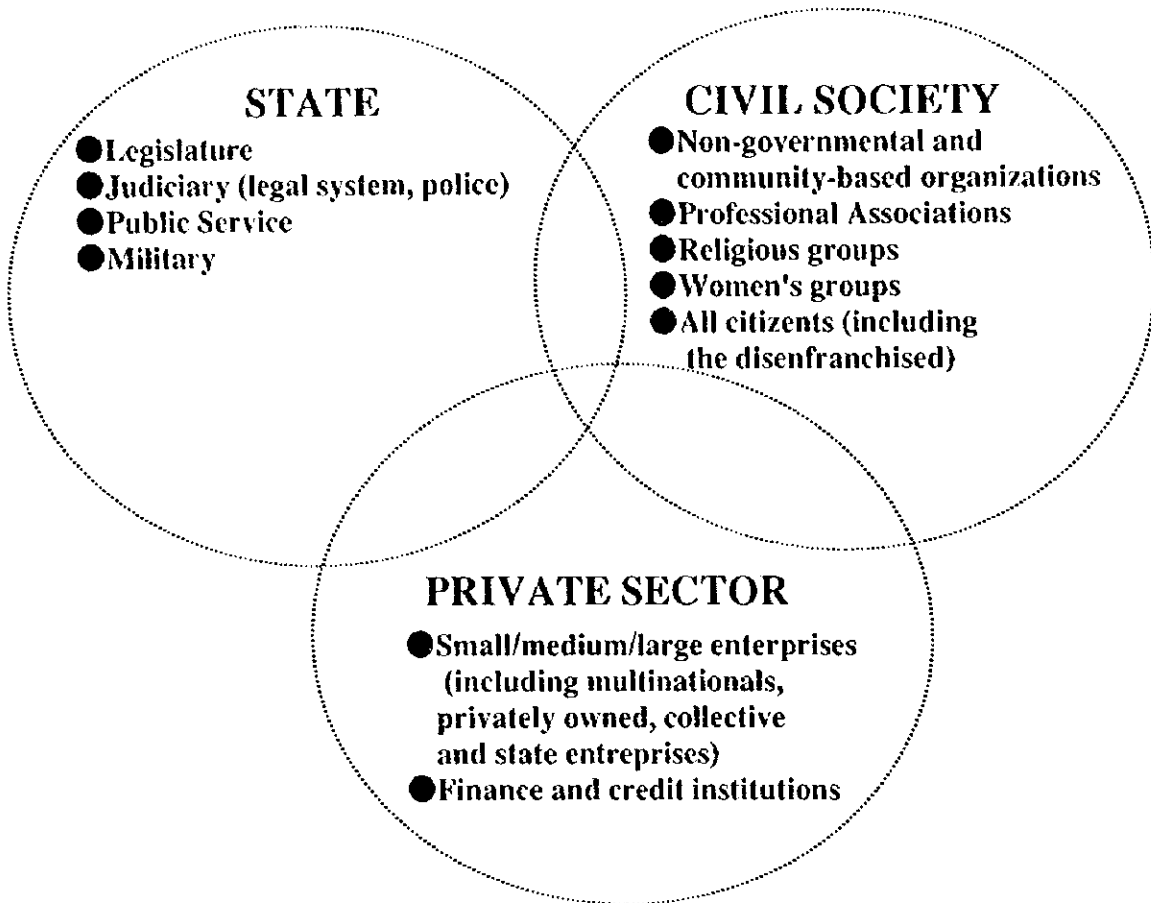 STATE
●Legislature
●Judiciary (legal system, police)
●Public Service
●Military
CIVIL SOCIETY
●Non-governmental and
community-based organizations
●Professional Associations
●Religious groups
●Women's groups
●All citizents (including
the disenfranchised)
PRIVATE SECTOR
●Small/medium/large enterprises
(including multinationals,
privately owned, collective
and state entreprises)
●Finance and credit institutions